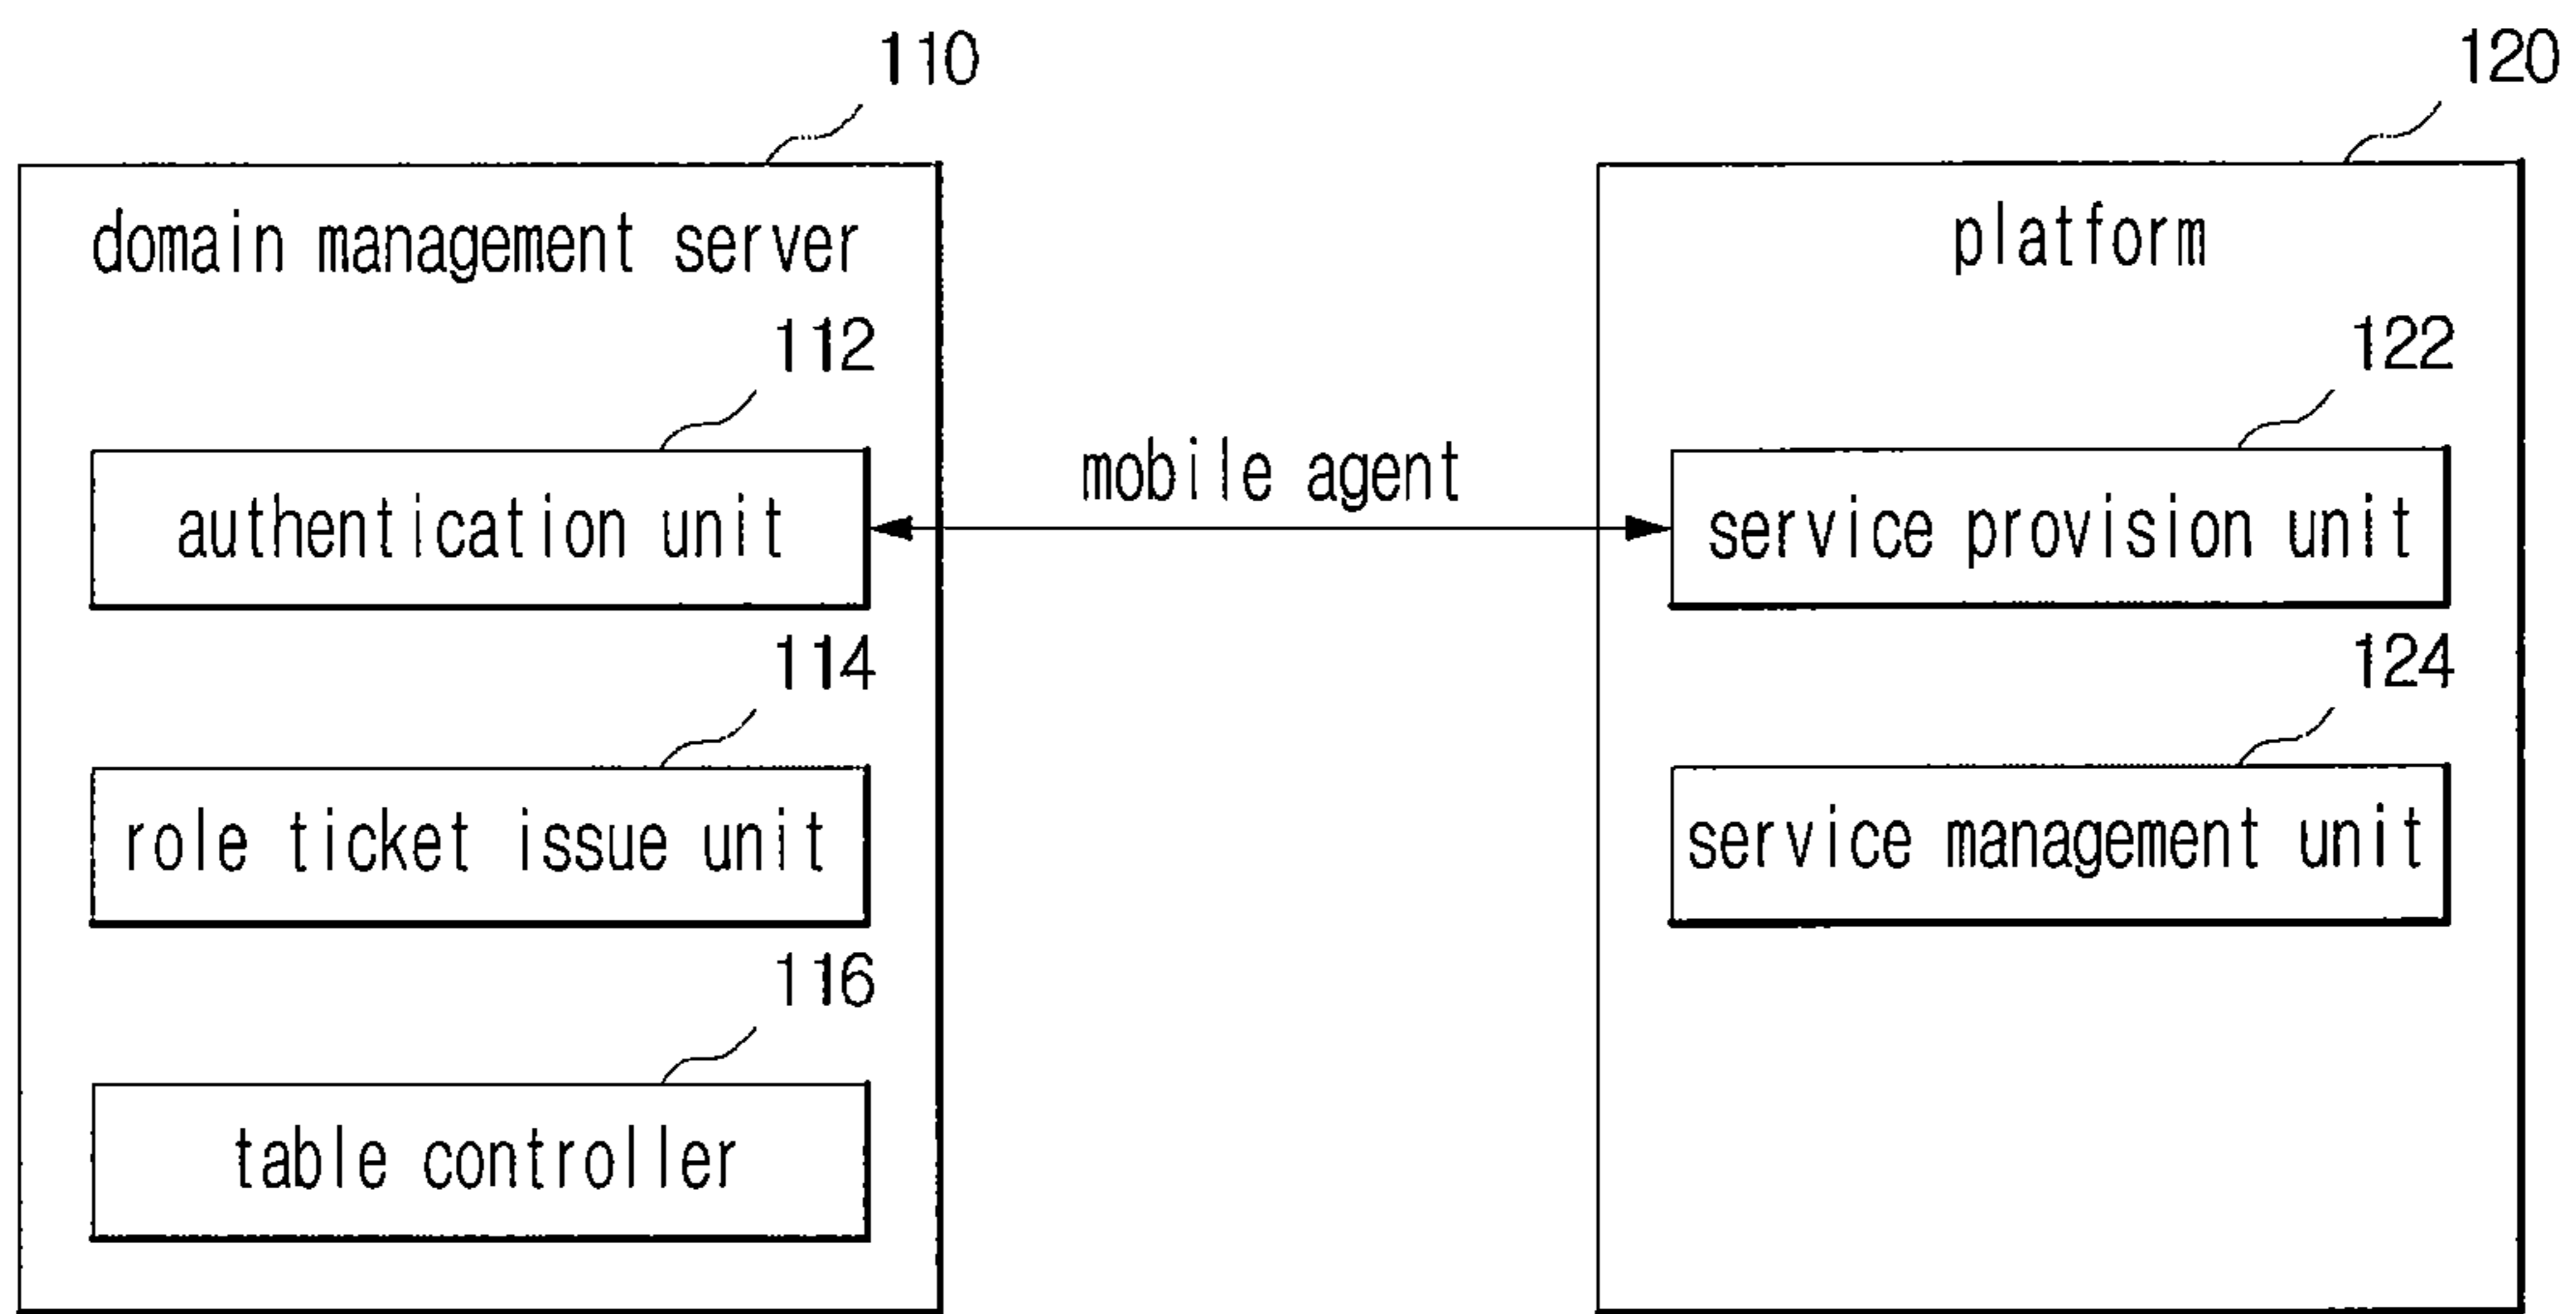 110
120
domain management server
platform
112
122
authentication unit
mobile agent
service provision unit
114
124
role ticket issue unit
service management unit
116
table controller